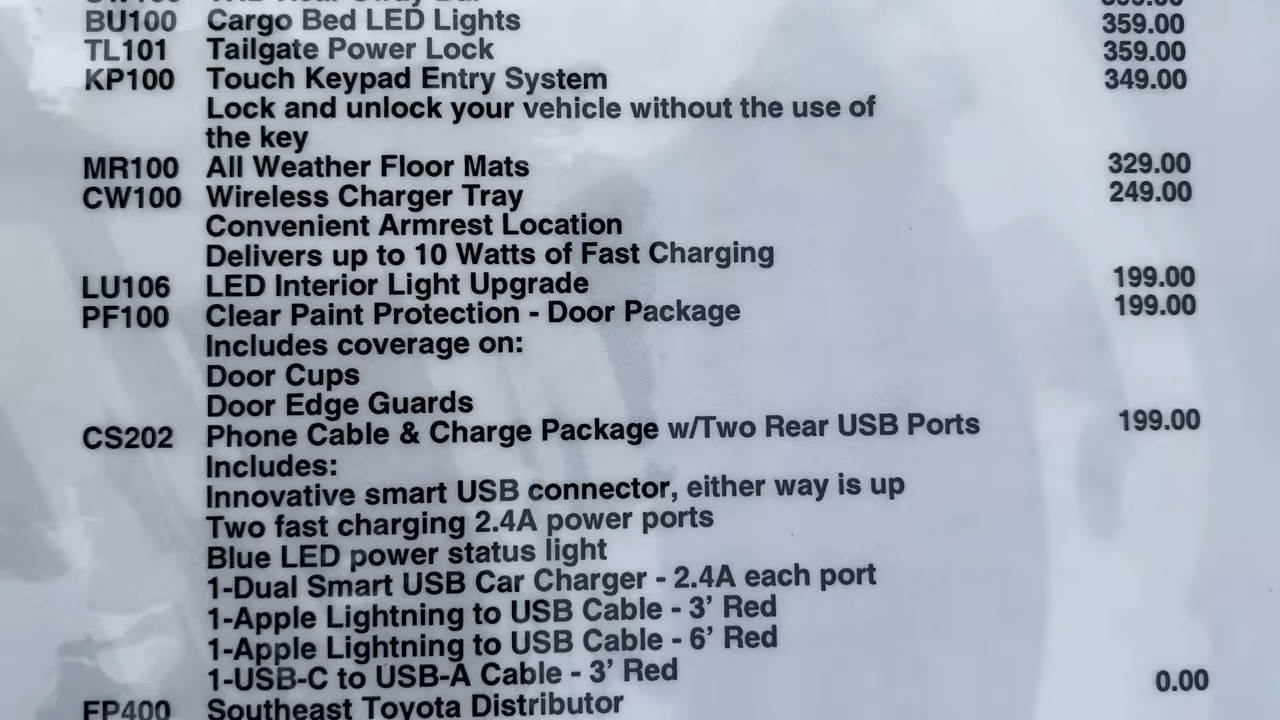 BU100 Cargo Bed LED Lights 359.00
TL101 Tailgate Power Lock 359.00
KP100 Touch Keypad Entry System 349.00
Lock and unlock your vehicle without the use of
the key
MR100 All Weather Floor Mats 329.00
CW100 Wireless Charger Tray 249.00
Convenient Armrest Location
Delivers up to 10 Watts of Fast Charging
LU106 LED Interior Light Upgrade 199.00
PF100 Clear Paint Protection - Door Package 199.00
Includes coverage on:
Door Cups
Door Edge Guards
CS202 Phone Cable & Charge Package w/Two Rear USB Ports 199.00
Includes:
Innovative smart USB connector, either way is up
Two fast charging 2.4A power ports
Blue LED power status light
1-Dual Smart USB Car Charger - 2.4A each port
1-Apple Lightning to USB Cable - 3' Red
1-Apple Lightning to USB Cable - 6' Red
1-USB-C to USB-A Cable - 3' Red
FP400 Southeast Toyota Distributor 0.00